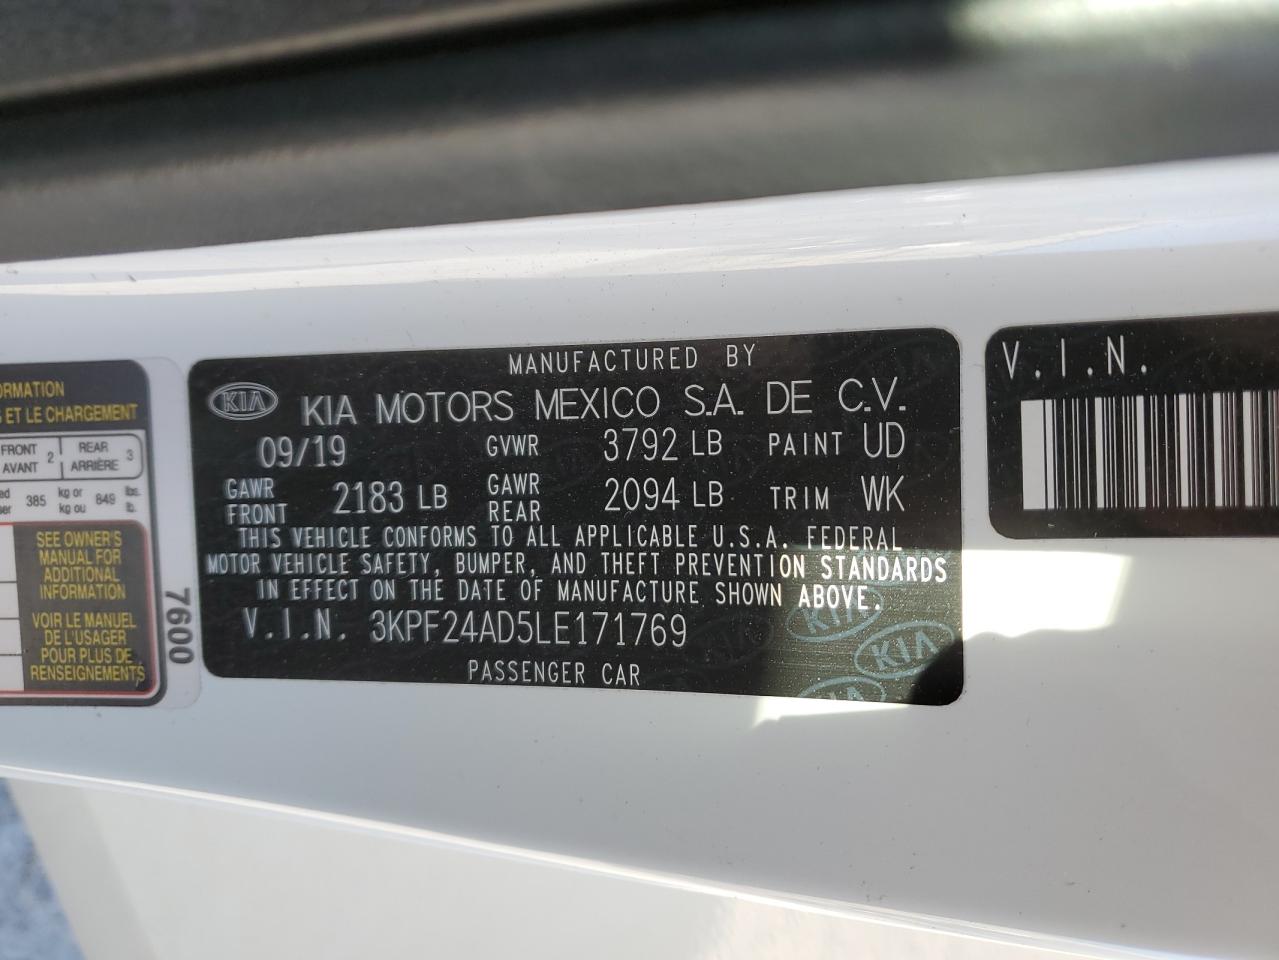 ORMATION
ET LE CHARGEMENT
FRONT 2 REAR 3
AVANT ARRIÈRE
385 kg or 849 lbs.
kg ou lb.
SEE OWNER'S
MANUAL FOR
ADDITIONAL
INFORMATION
VOIR LE MANUEL
DE L'USAGER
POUR PLUS DE
RENSEIGNEMENTS
7600
MANUFACTURED BY
KIA KIA MOTORS MEXICO S.A. DE C.V.
09/19 GVWR 3792 LB PAINT UD
GAWR FRONT 2183 LB GAWR REAR 2094 LB TRIM WK
THIS VEHICLE CONFORMS TO ALL APPLICABLE U.S.A. FEDERAL
MOTOR VEHICLE SAFETY, BUMPER, AND THEFT PREVENTION STANDARDS
IN EFFECT ON THE DATE OF MANUFACTURE SHOWN ABOVE.
V.I.N. 3KPF24AD5LE171769
PASSENGER CAR
KIA
KIA
KIA
V.I.N.